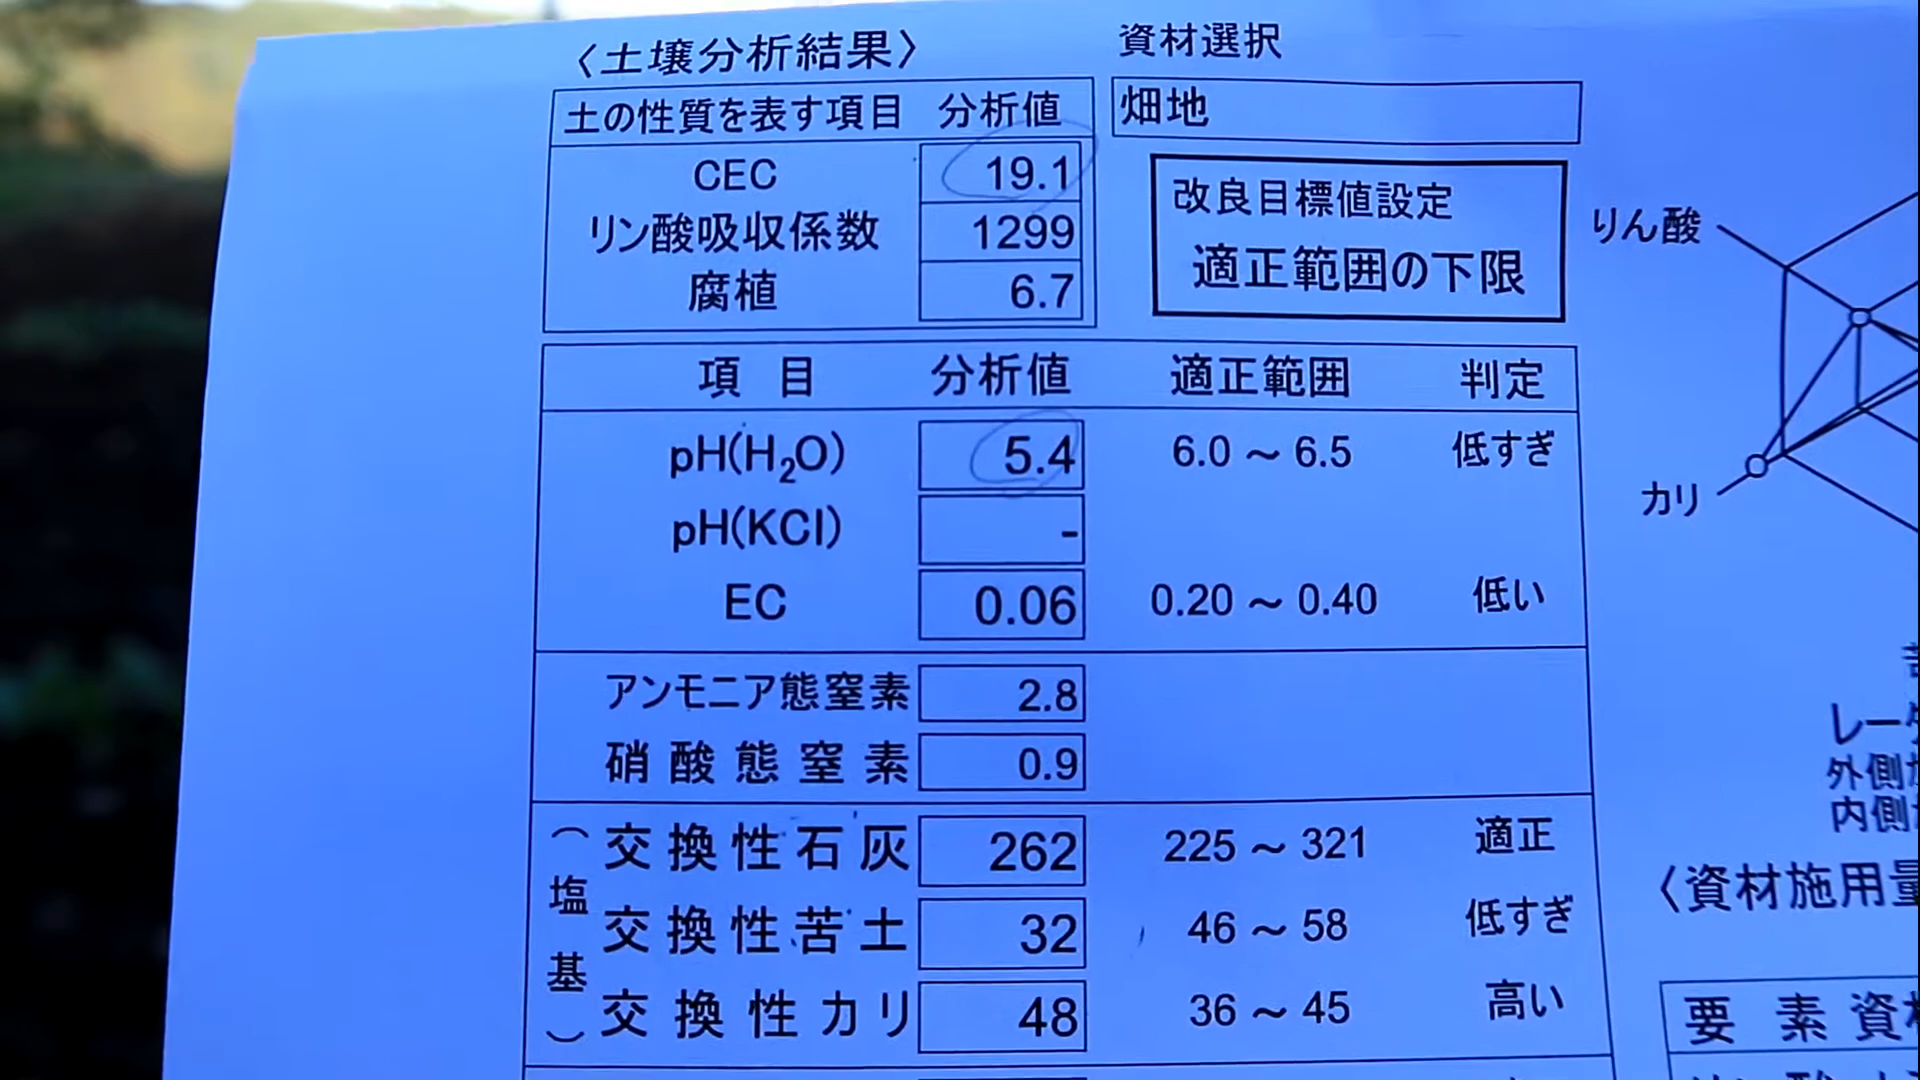 〈土壌分析結果〉
資材選択
土の性質を表す項目 分析値
畑地
CEC 19.1
リン酸吸収係数 1299
腐植 6.7
改良目標値設定
適正範囲の下限
りん酸
カリ
項 目 分析値 適正範囲 判定
pH(H₂O) 5.4 6.0 ~ 6.5 低すぎ
pH(KCl) -
EC 0.06 0.20 ~ 0.40 低い
アンモニア態窒素 2.8
硝酸態窒素 0.9
(塩基)
交換性石灰 262 225 ~ 321 適正
交換性苦土 32 46 ~ 58 低すぎ
交換性カリ 48 36 ~ 45 高い
外側
内側
〈資材施用量
要素資